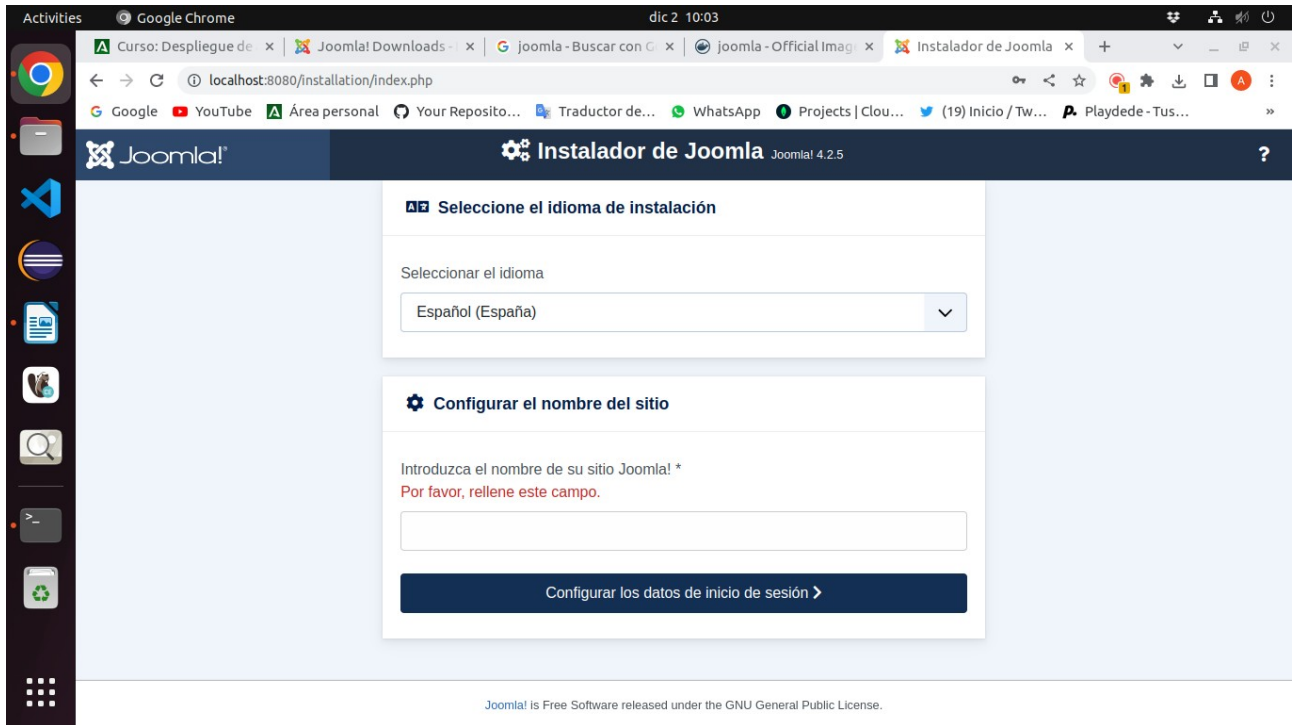 Activities Google Chrome dic 2 10:03
Curso: Despliegue de Joomla! Downloads - joomla - Buscar con G joomla - Official Imag Instalador de Joomla
localhost:8080/installation/index.php
Google YouTube Área personal Your Reposito... Traductor de... WhatsApp Projects | Clou... (19) Inicio / Tw... Playdede - Tus... »
Joomla!® Instalador de Joomla Joomla! 4.2.5 ?
Seleccione el idioma de instalación
Seleccionar el idioma
Español (España)
Configurar el nombre del sitio
Introduzca el nombre de su sitio Joomla! *
Por favor, rellene este campo.
Configurar los datos de inicio de sesión
Joomla! is Free Software released under the GNU General Public License.